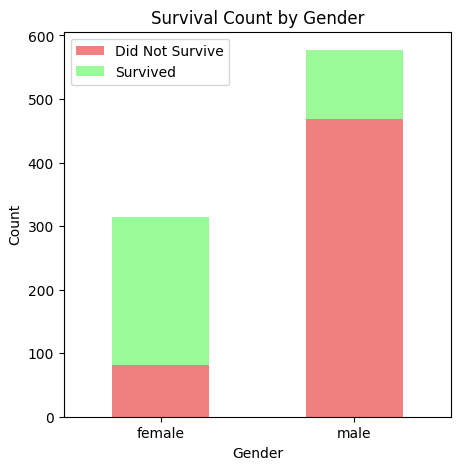 Survival Count by Gender
Did Not Survive
Survived
600
500
400
300
200
100
0
Count
female
male
Gender